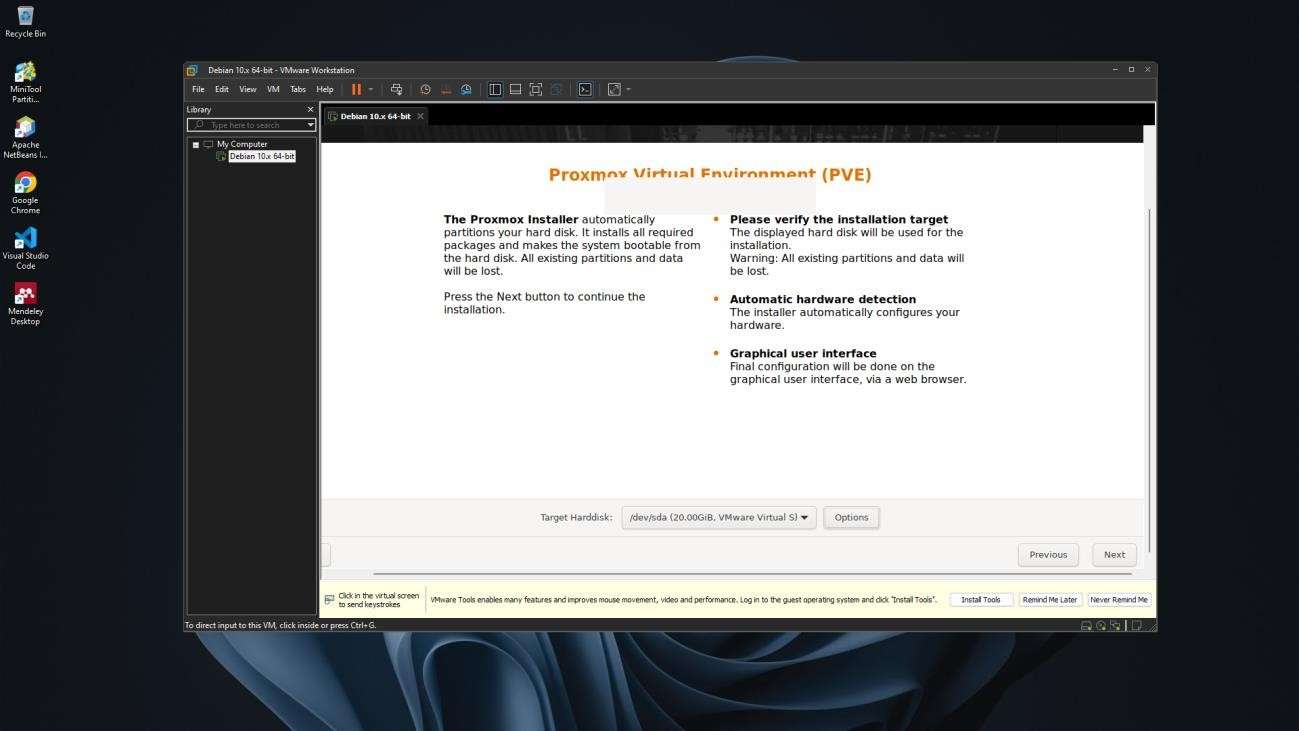 Recycle Bin
MiniTool
Partiti...
Apache
NetBeans I...
Google
Chrome
Visual Studio
Code
Mendeley
Desktop
Debian 10.x 64-bit - VMware Workstation
File Edit View VM Tabs Help
Library
Type here to search
My Computer
Debian 10.x 64-bit
Debian 10.x 64-bit
Proxmox Virtual Environment (PVE)
The Proxmox Installer automatically
partitions your hard disk. It installs all required
packages and makes the system bootable from
the hard disk. All existing partitions and data
will be lost.
Press the Next button to continue the
installation.
Please verify the installation target
The displayed hard disk will be used for the
installation.
Warning: All existing partitions and data will
be lost.
Automatic hardware detection
The installer automatically configures your
hardware.
Graphical user interface
Final configuration will be done on the
graphical user interface, via a web browser.
Target Harddisk: /dev/sda (20.00GiB, VMware Virtual S) Options
Previous Next
Click in the virtual screen
to send keystrokes
VMware Tools enables many features and improves mouse movement, video and performance. Log in to the guest operating system and click "Install Tools".
Install Tools Remind Me Later Never Remind Me
To direct input to this VM, click inside or press Ctrl+G.